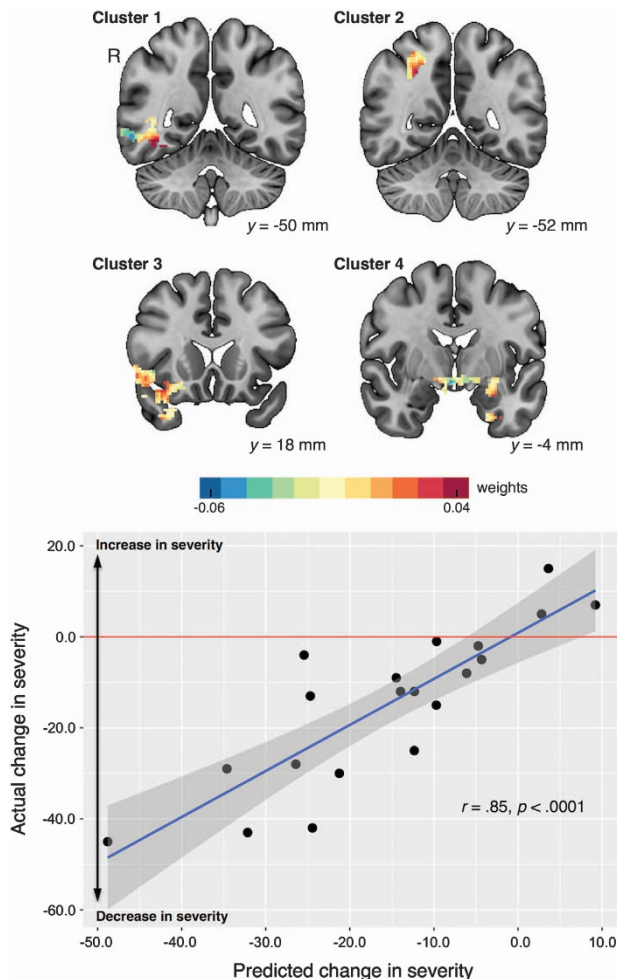 Cluster 1
Cluster 2
R
y = -50 mm
y = -52 mm
Cluster 3
Cluster 4
y = 18 mm
y = -4 mm
-0.06
0.04
weights
Increase in severity
20.0
0.0
-20.0
-40.0
-60.0
Actual change in severity
r = .85, p < .0001
Decrease in severity
-50.0 -40.0 -30.0 -20.0 -10.0 0.0 10.0
Predicted change in severity